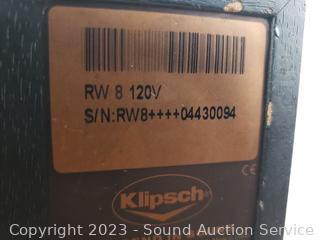 RW 8 120V
S/N:RW8++++04430094
Klipsch
Copyright 2023 - Sound Auction Service